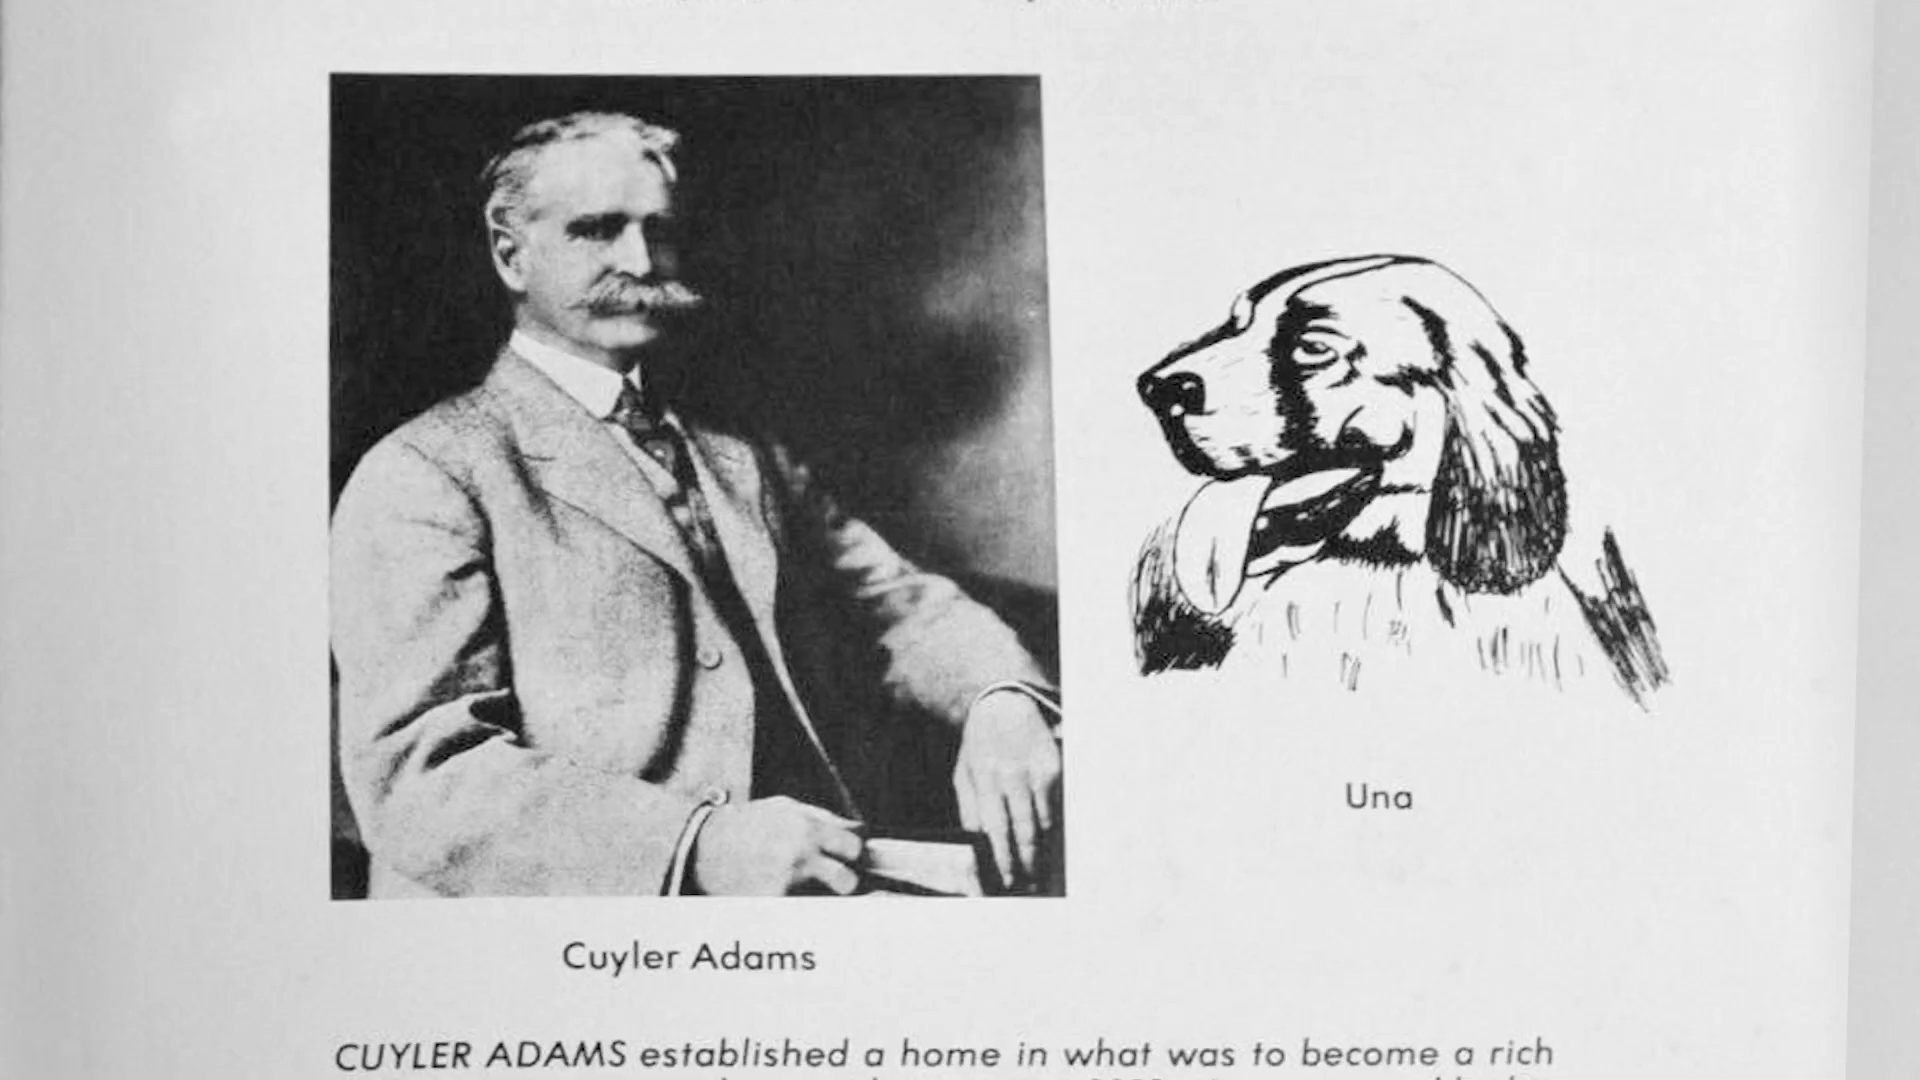 Una
Cuyler Adams
CUYLER ADAMS established a home in what was to become a rich